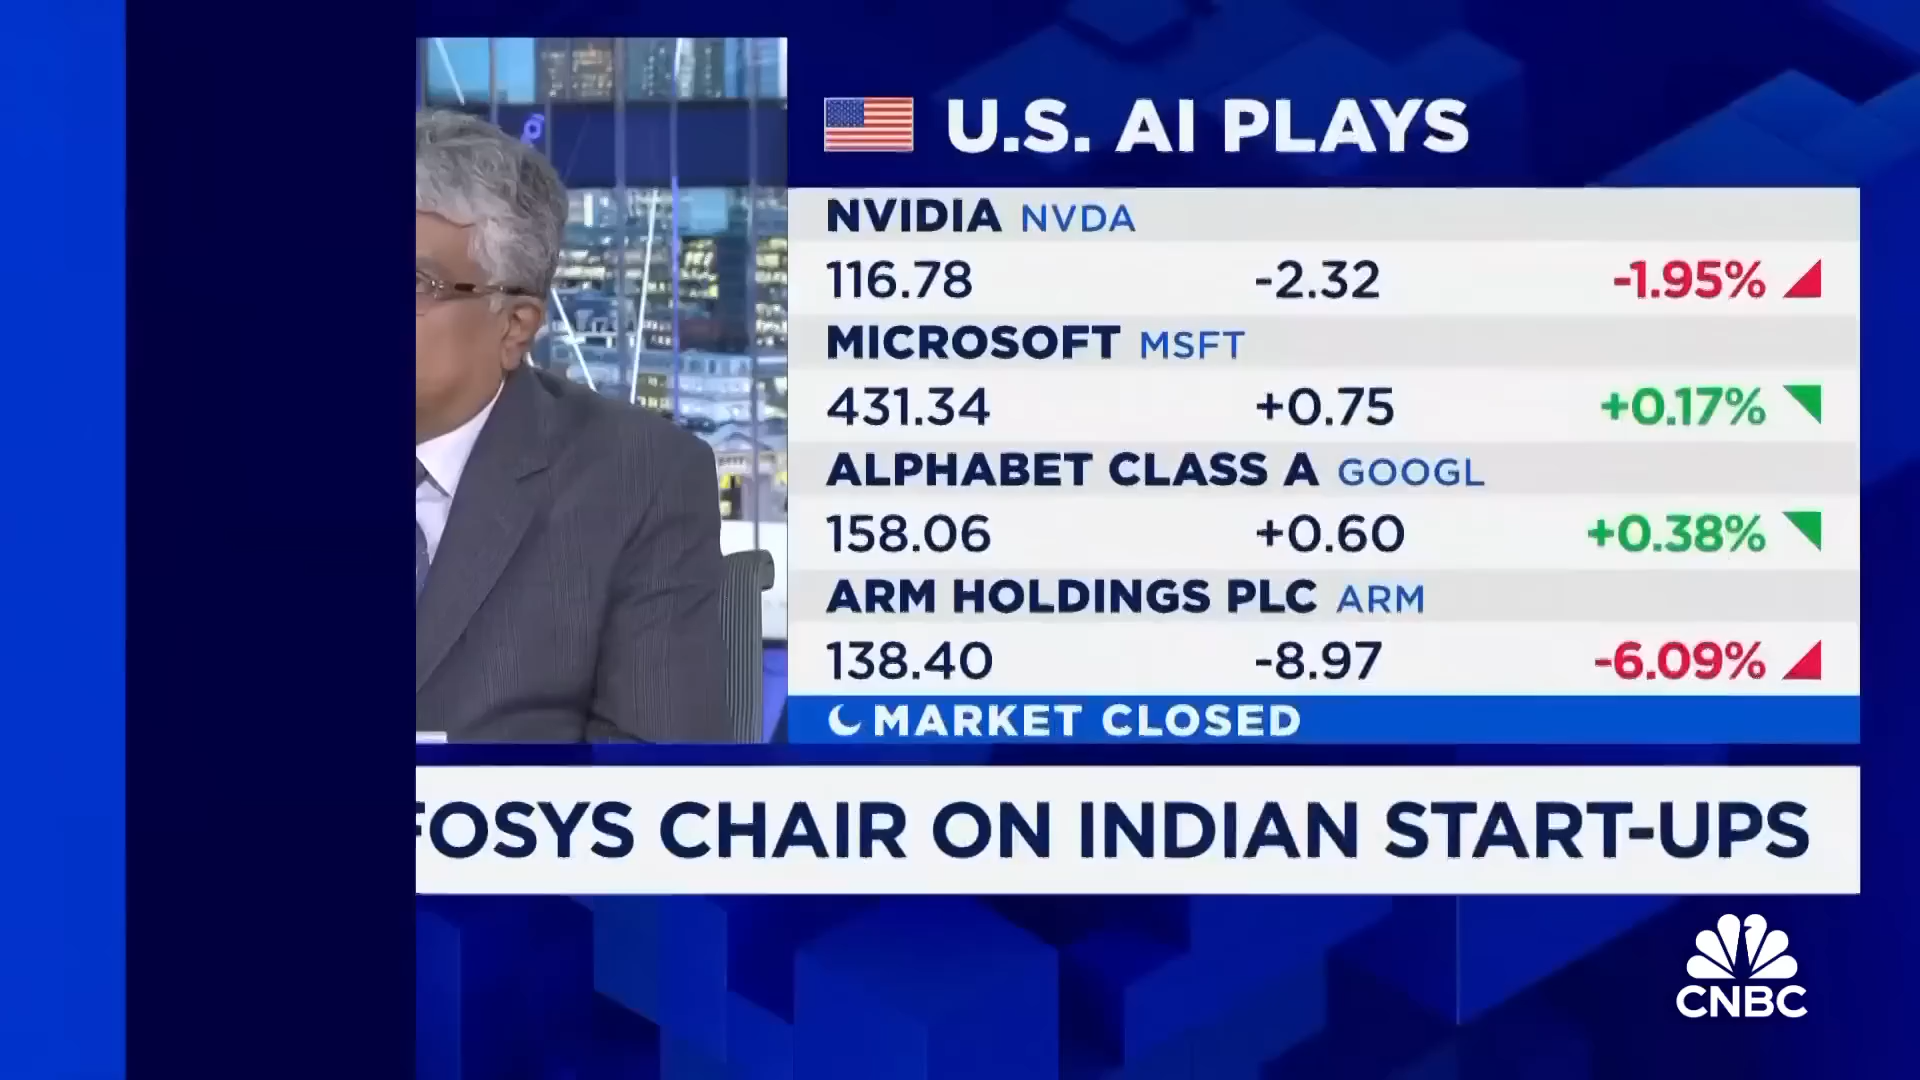 U.S. AI PLAYS
NVIDIA NVDA
116.78 -2.32 -1.95%
MICROSOFT MSFT
431.34 +0.75 +0.17%
ALPHABET CLASS A GOOGL
158.06 +0.60 +0.38%
ARM HOLDINGS PLC ARM
138.40 -8.97 -6.09%
MARKET CLOSED
FOSYS CHAIR ON INDIAN START-UPS
CNBC